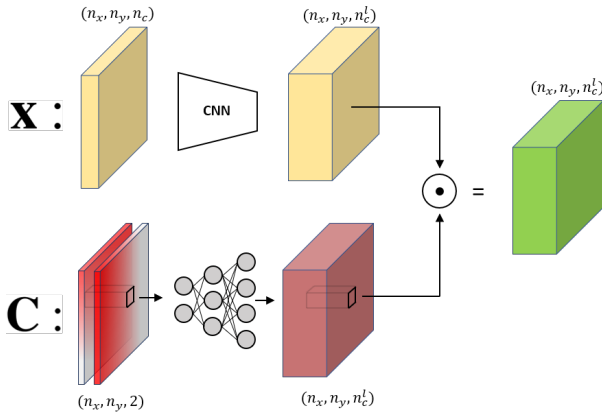 (n_x, n_y, n_c)
(n_x, n_y, n_c^l)
(n_x, n_y, n_c^l)
x :
CNN
=
C :
(n_x, n_y, 2)
(n_x, n_y, n_c^l)